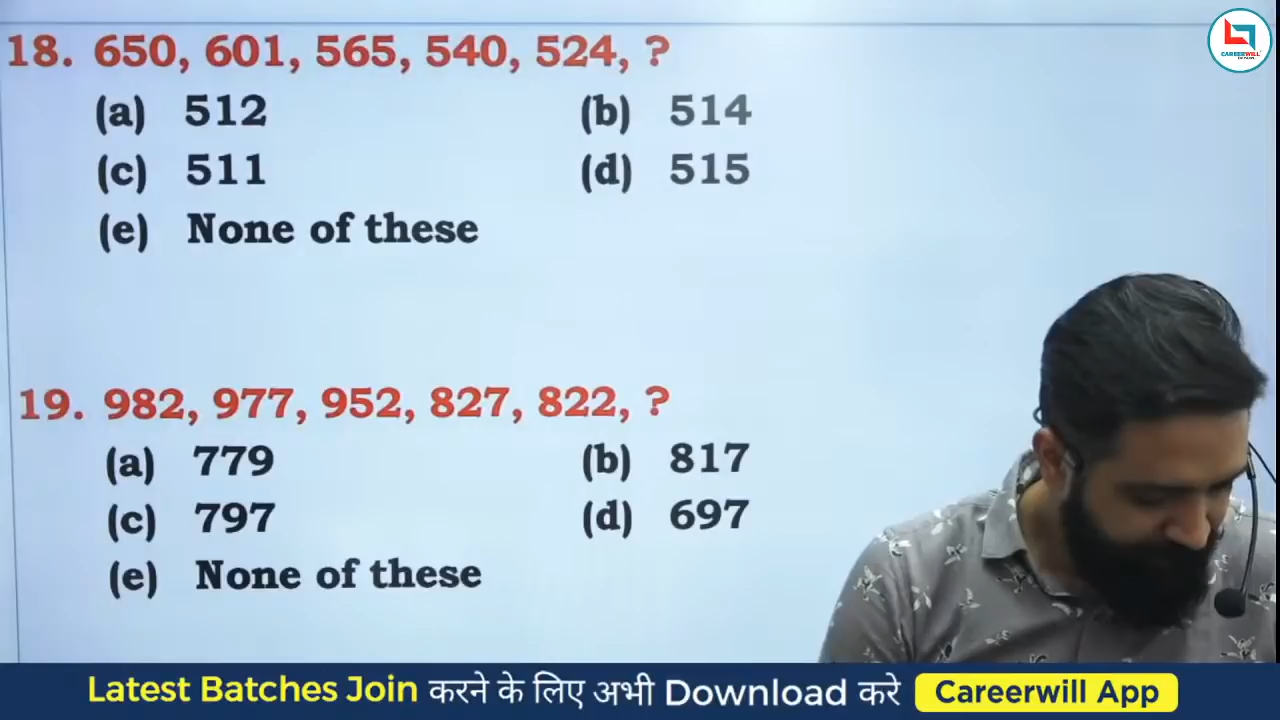 CAREERWILL
18. 650, 601, 565, 540, 524, ?
(a) 512 (b) 514
(c) 511 (d) 515
(e) None of these
19. 982, 977, 952, 827, 822, ?
(a) 779 (b) 817
(c) 797 (d) 697
(e) None of these
Latest Batches Join करने के लिए अभी Download करे Careerwill App